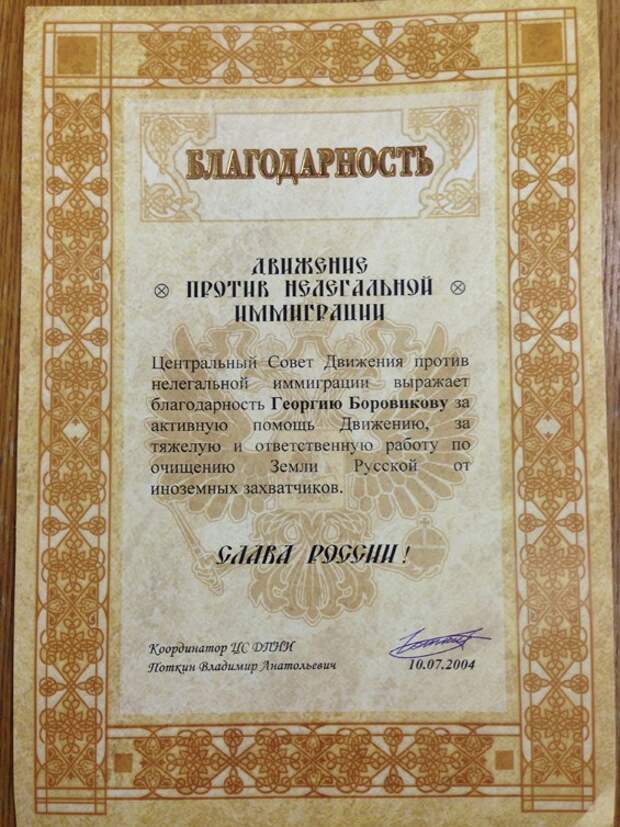 БЛАГОДАРНОСТЬ
ДВИЖЕНИЕ
ПРОТИВ НЕЛЕГАЛЬНОЙ
ИММИГРАЦИИ
Центральный Совет Движения против
нелегальной иммиграции выражает
благодарность Георгию Боровикову за
активную помощь Движению, за
тяжелую и ответственную работу по
очищению Земли Русской от
иноземных захватчиков.
СЛАВА РОССИИ!
Координатор ЦС ДПНИ
Поткин Владимир Анатольевич
10.07.2004